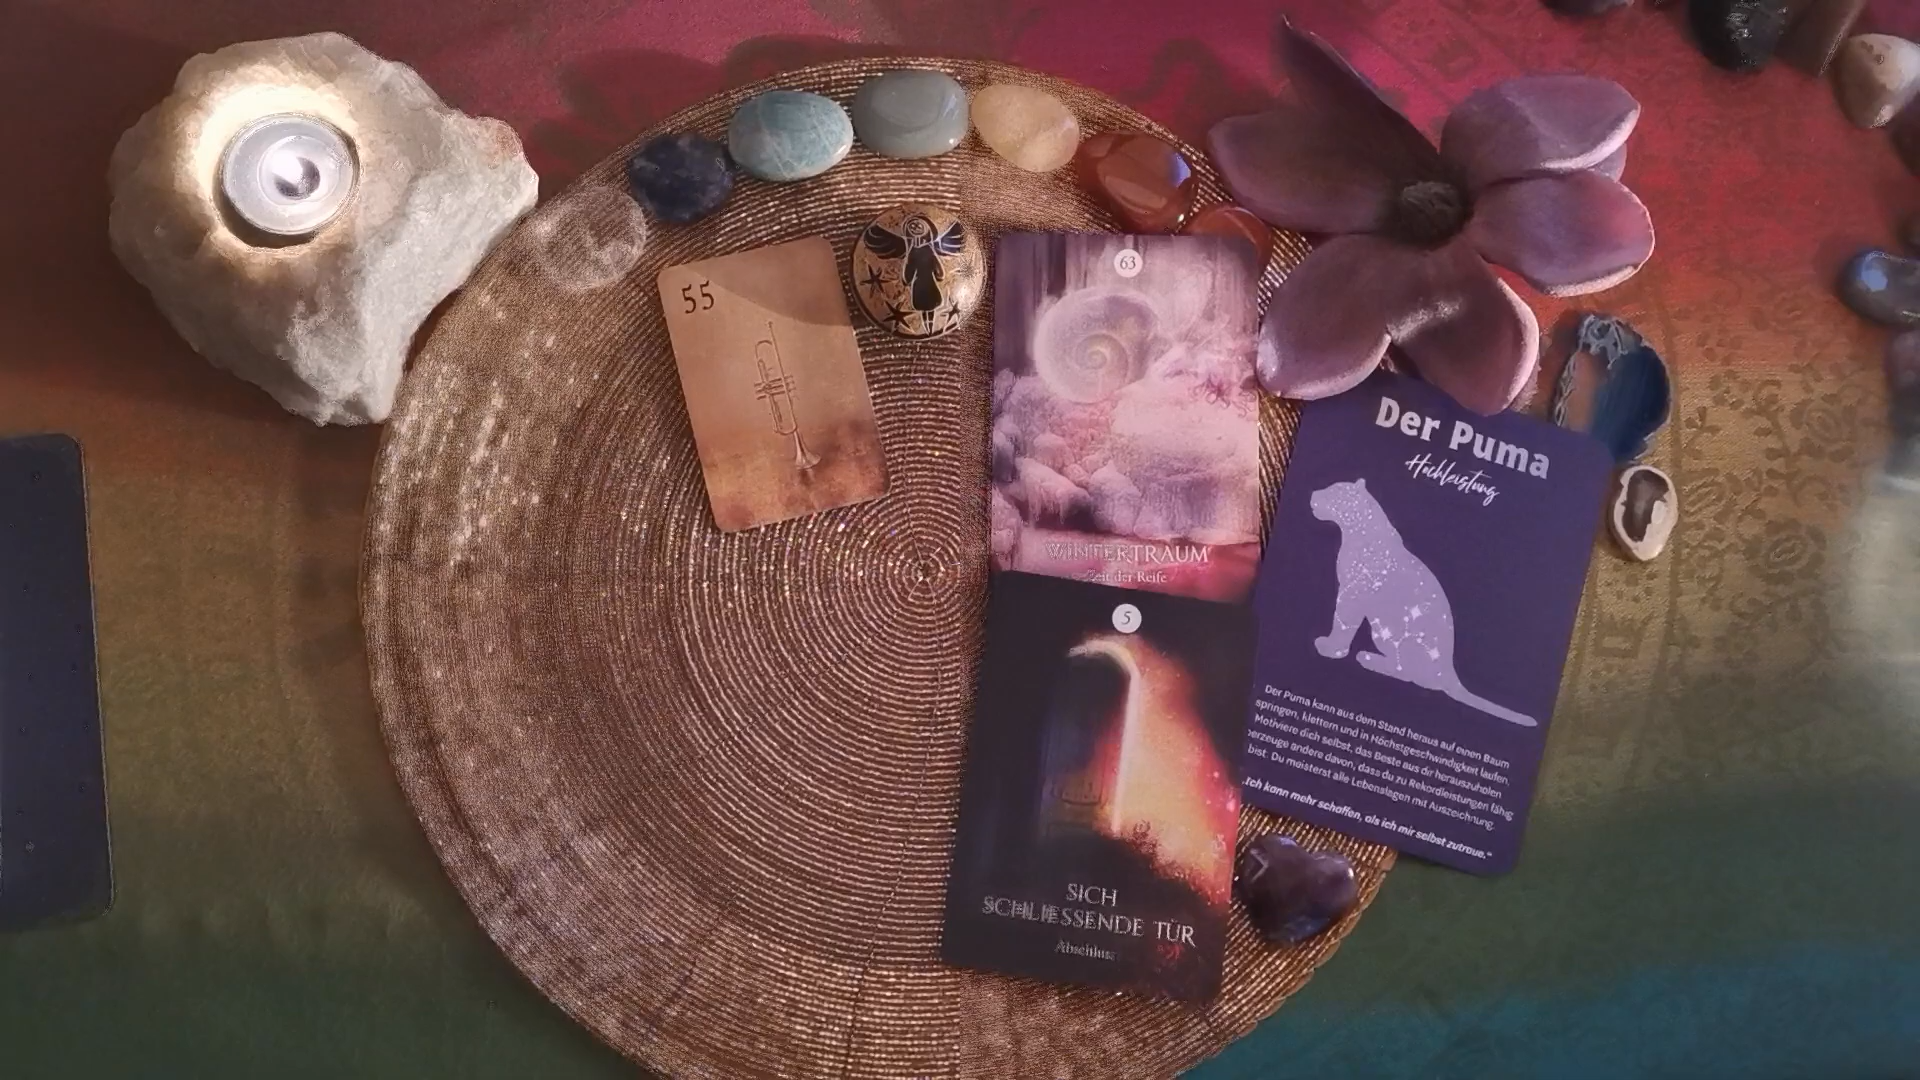 55
63
WINTERTRAUM
Zeit der Reife
5
SICH
SCHLIESSENDE TÜR
Abschluss
Der Puma
Hochleistung
Der Puma kann aus dem Stand heraus auf einen Baum
springen, klettern und in Höchstgeschwindigkeit laufen.
Motiviere dich selbst, das Beste aus dir herauszuholen
andere davon, dass du zu Rekordleistungen fähig
bist. Du meisterst alle Lebenslagen mit Auszeichnung.
„Ich kann mehr schaffen, als ich mir selbst zutraue.“